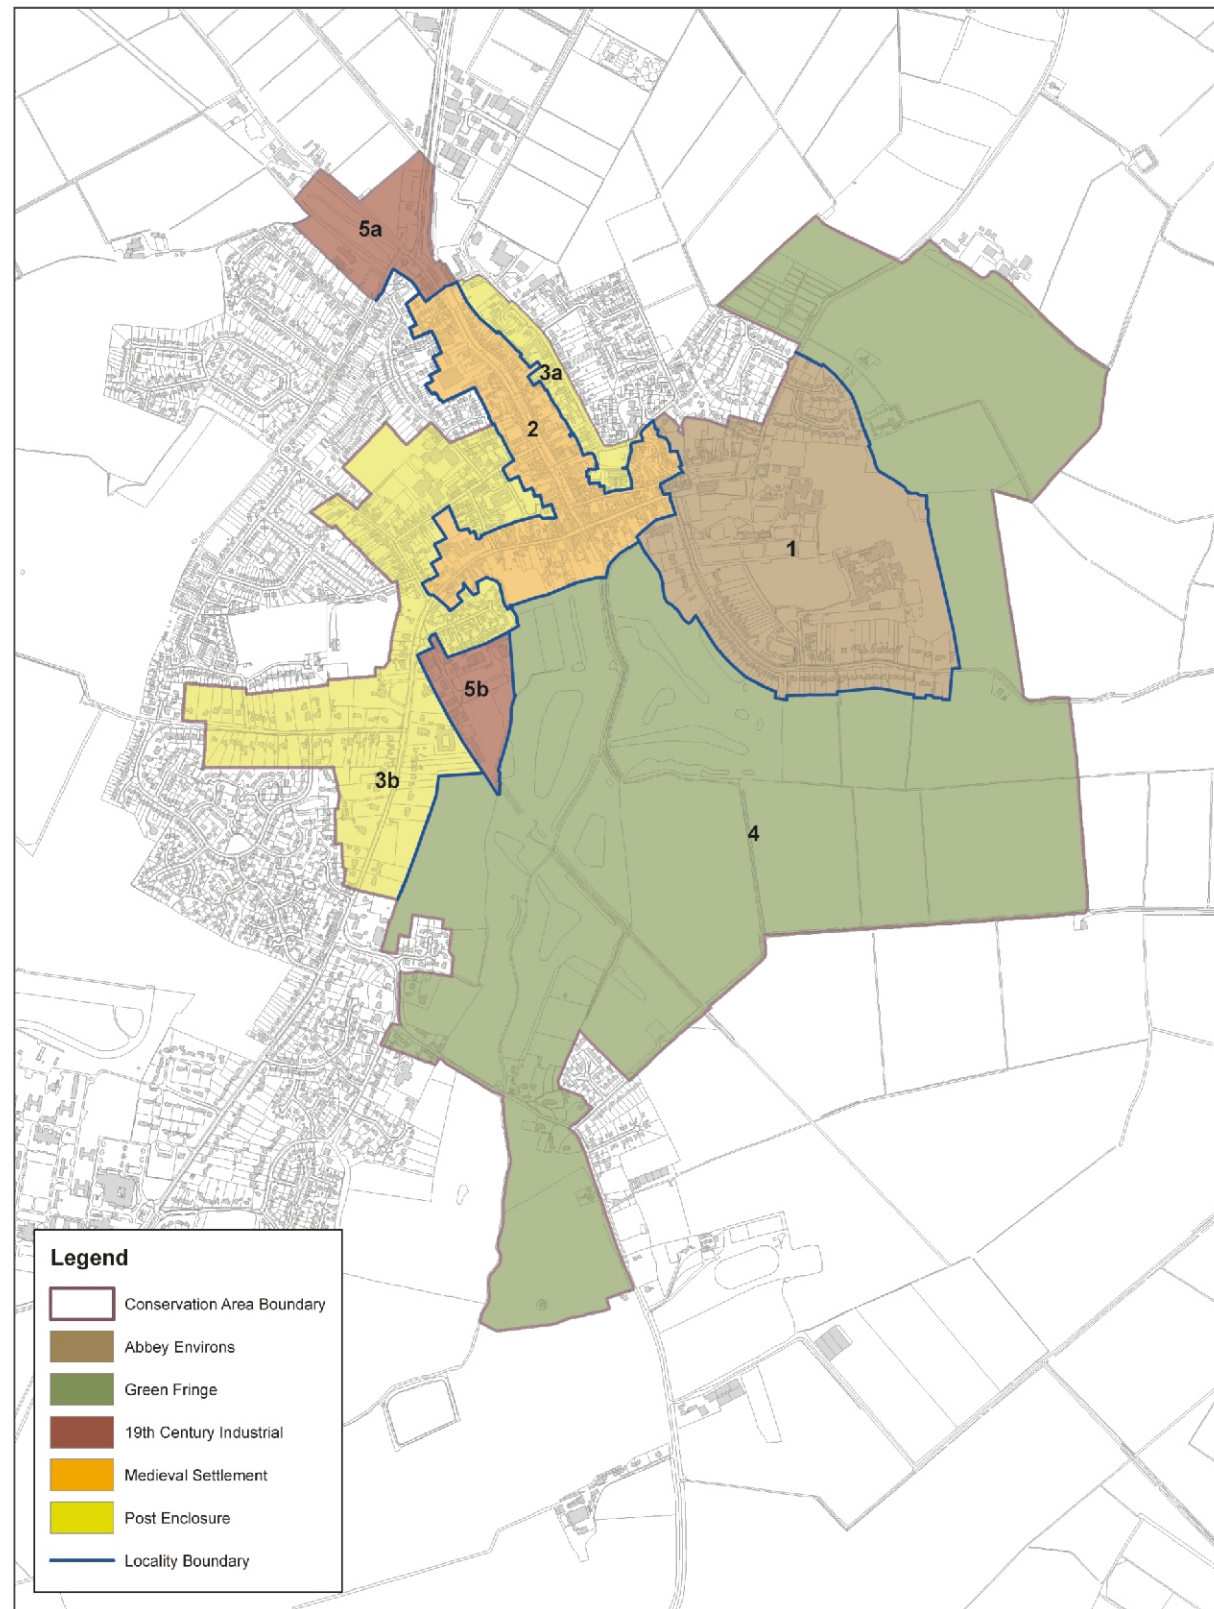 5a
3a
2
1
5b
3b
4
Legend
Conservation Area Boundary
Abbey Environs
Green Fringe
19th Century Industrial
Medieval Settlement
Post Enclosure
Locality Boundary